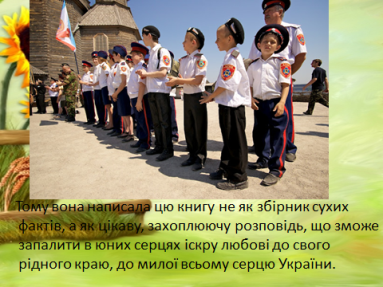 Тому вона написала цю книгу не як збірник сухих
фактів, а як цікаву, захоплюючу розповідь, що зможе
запалити в юних серцях іскру любові до свого
рідного краю, до милої всьому серцю України.